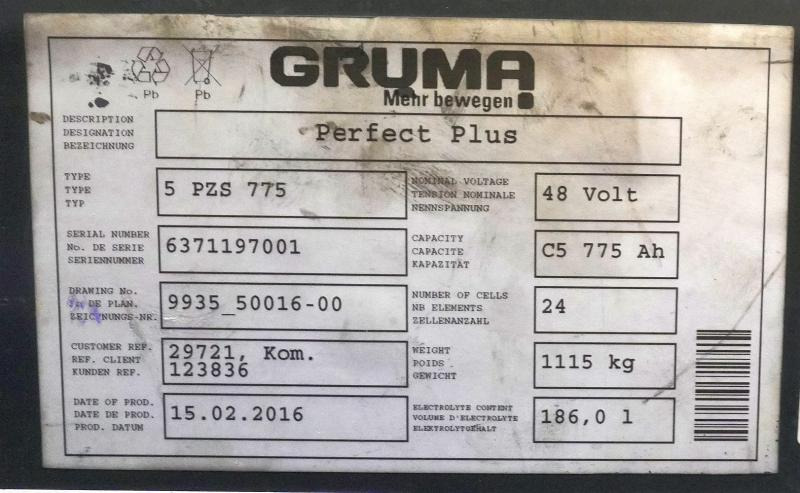 GRUMA
Mehr bewegen
Pb Pb
DESCRIPTION
DESIGNATION
BEZEICHNUNG
Perfect Plus
TYPE
TYPE
TYP
5 PZS 775
NOMINAL VOLTAGE
TENSION NOMINALE
NENNSPANNUNG
48 Volt
SERIAL NUMBER
No. DE SERIE
SERIENNUMMER
6371197001
CAPACITY
CAPACITE
KAPAZITÄT
C5 775 Ah
DRAWING No.
DE PLAN.
ZEICHNUNGS-NR.
9935_50016-00
NUMBER OF CELLS
NB ELEMENTS
ZELLENANZAHL
24
CUSTOMER REF.
REF. CLIENT
KUNDEN REF.
29721, Kom.
123836
WEIGHT
POIDS
GEWICHT
1115 kg
DATE OF PROD.
DATE DE PROD.
PROD. DATUM
15.02.2016
ELECTROLYTE CONTENT
VOLUME D'ELECTROLYTE
ELEKTROLYTGEHALT
186,0 l